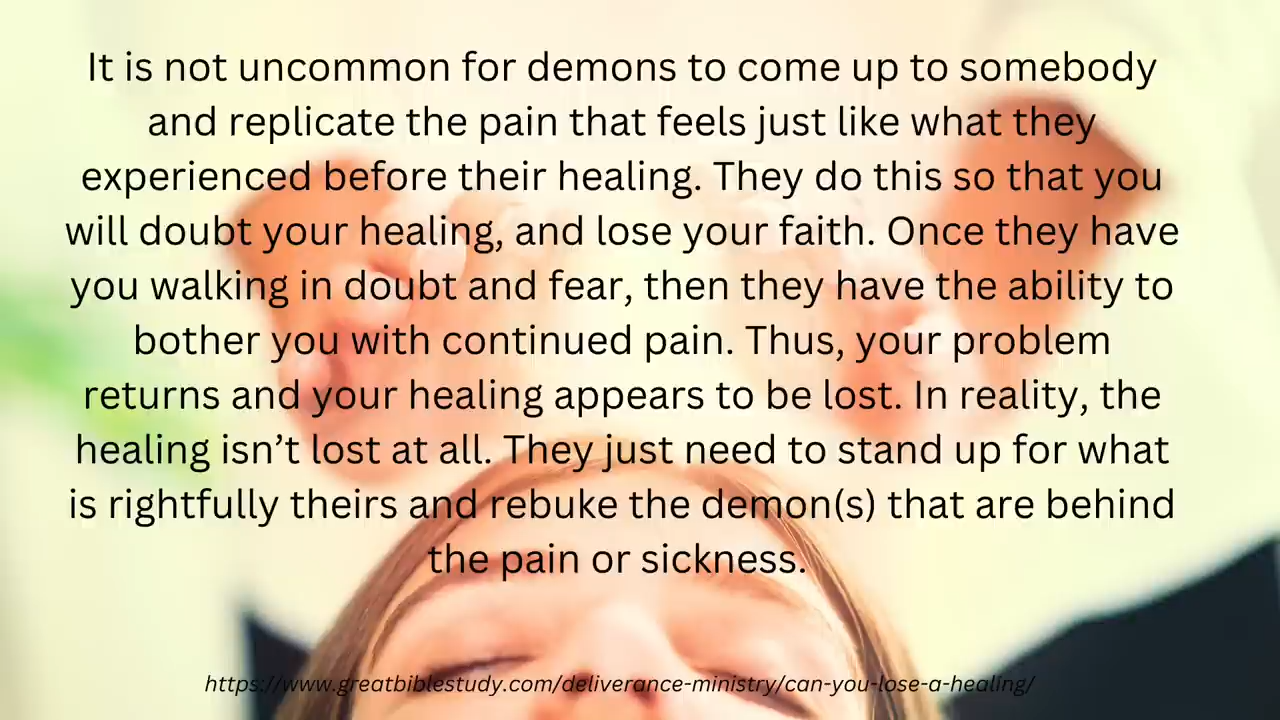 It is not uncommon for demons to come up to somebody
and replicate the pain that feels just like what they
experienced before their healing. They do this so that you
will doubt your healing, and lose your faith. Once they have
you walking in doubt and fear, then they have the ability to
bother you with continued pain. Thus, your problem
returns and your healing appears to be lost. In reality, the
healing isn’t lost at all. They just need to stand up for what
is rightfully theirs and rebuke the demon(s) that are behind
the pain or sickness.
https://www.greatbiblestudy.com/deliverance-ministry/can-you-lose-a-healing/